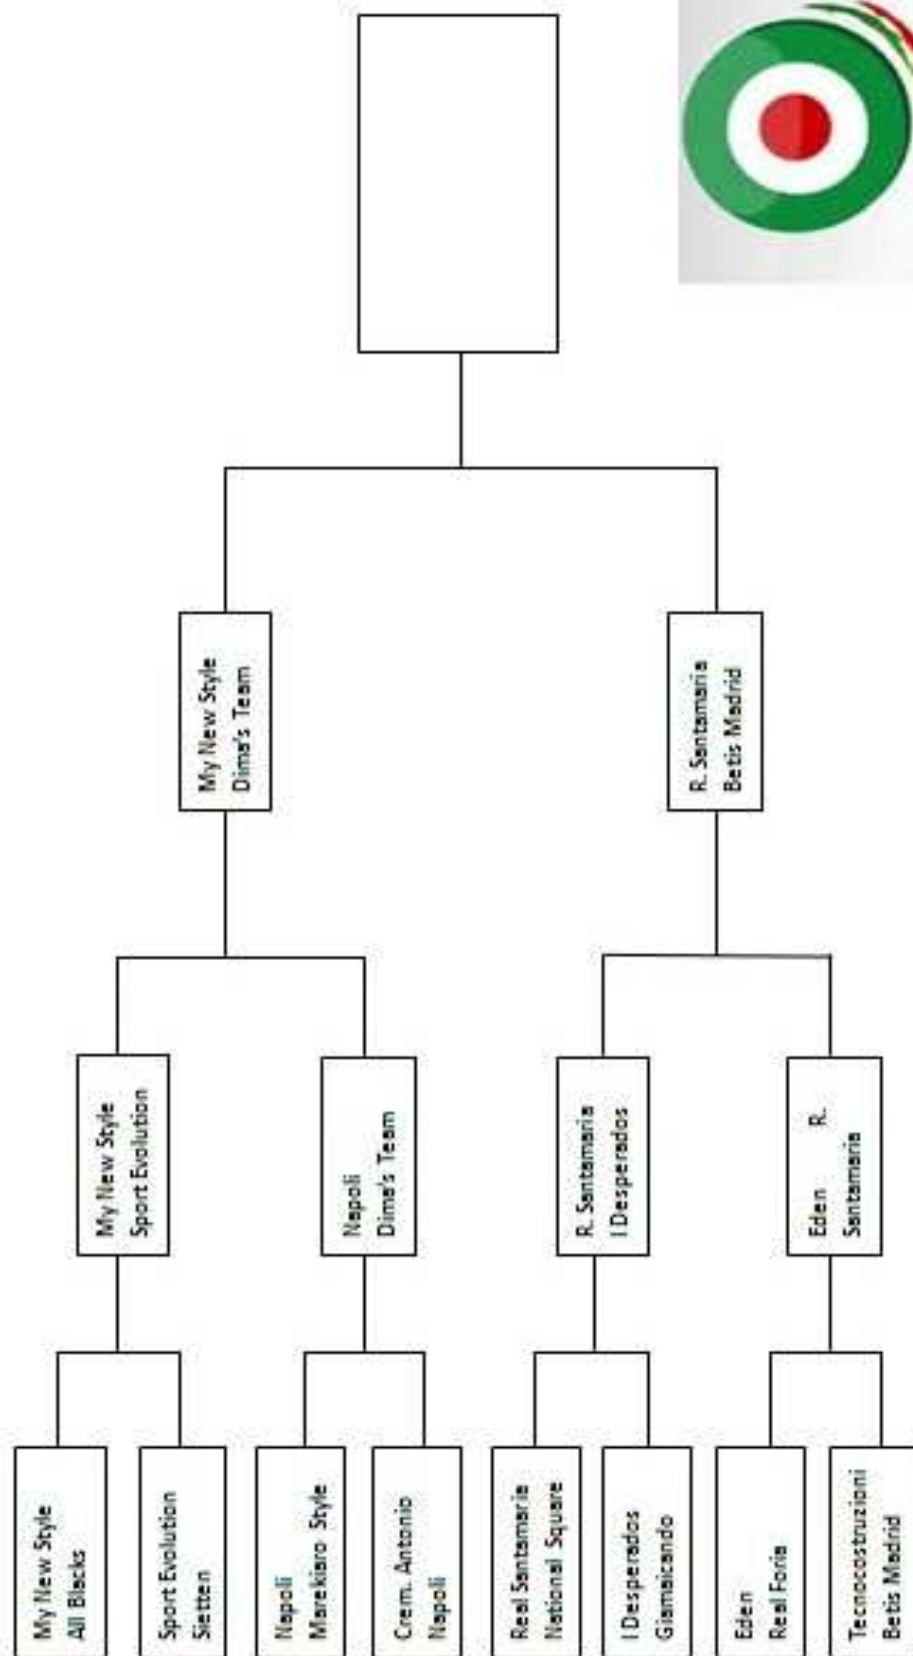 My New Style
All Blacks
Sport Evolution
Sietten
Napoli
Marekiaro Style
Crem. Antonio
Napoli
Real Santamaria
National Square
I Desperados
Giamaicando
Eden
Real Foria
Tecnocostruzioni
Betis Madrid
My New Style
Sport Evolution
Napoli
Dima's Team
R. Santamaria
I Desperados
Eden R.
Santamaria
My New Style
Dima's Team
R. Santamaria
Betis Madrid